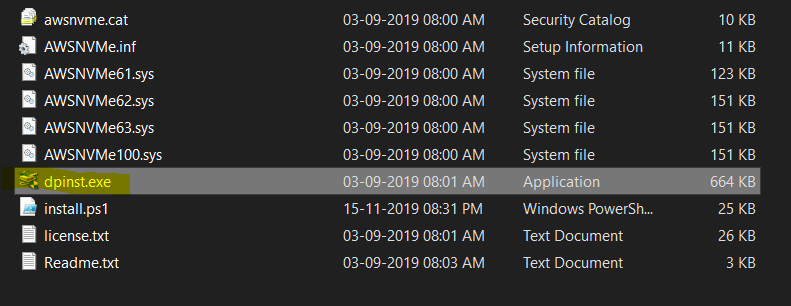 awsnvme.cat 03-09-2019 08:00 AM Security Catalog 10 KB
AWSNVMe.inf 03-09-2019 08:00 AM Setup Information 11 KB
AWSNVMe61.sys 03-09-2019 08:00 AM System file 123 KB
AWSNVMe62.sys 03-09-2019 08:00 AM System file 151 KB
AWSNVMe63.sys 03-09-2019 08:00 AM System file 151 KB
AWSNVMe100.sys 03-09-2019 08:00 AM System file 151 KB
dpinst.exe 03-09-2019 08:01 AM Application 664 KB
install.ps1 15-11-2019 08:31 PM Windows PowerSh... 25 KB
license.txt 03-09-2019 08:01 AM Text Document 26 KB
Readme.txt 03-09-2019 08:03 AM Text Document 3 KB